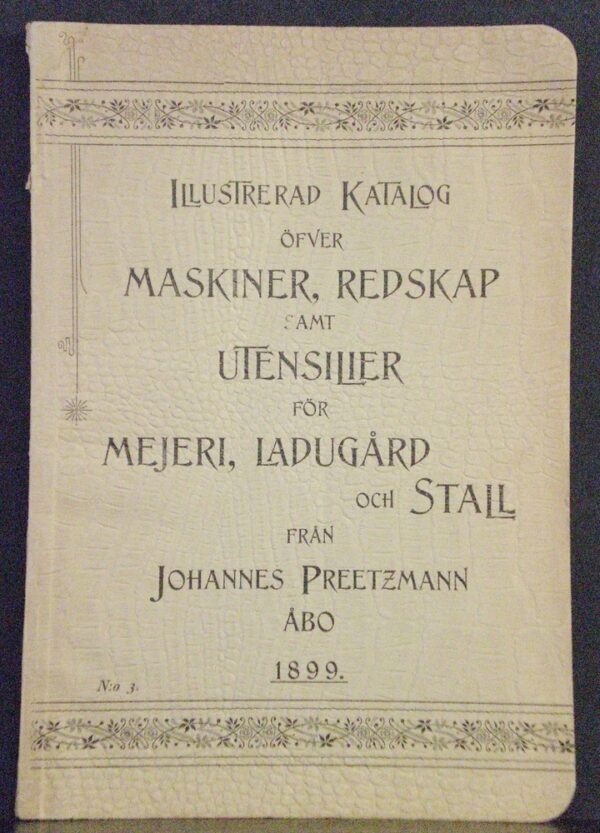 ILLUSTRERAD KATALOG
ÖFVER
MASKINER, REDSKAP
SAMT
UTENSILIER
FÖR
MEJERI, LADUGÅRD
OCH STALL
FRÅN
JOHANNES PREETZMANN
ÅBO
1899.
N:o 3.